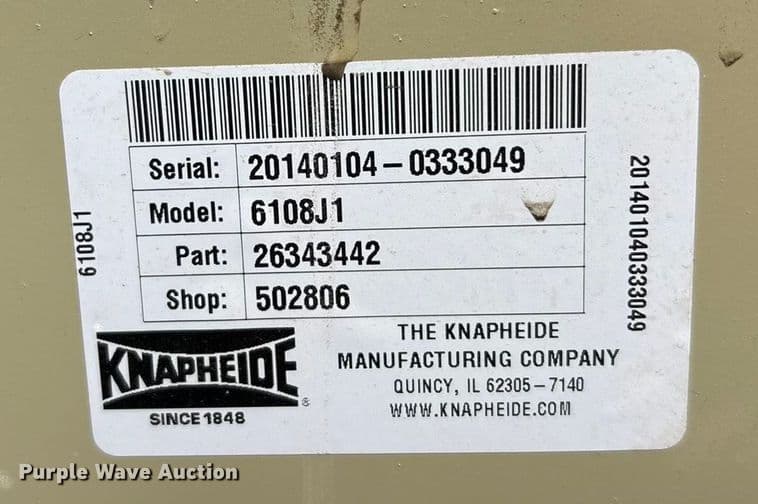 Serial: 20140104-0333049
Model: 6108J1
Part: 26343442
Shop: 502806
6108J1
201401040333049
KNAPHEIDE®
SINCE 1848
THE KNAPHEIDE
MANUFACTURING COMPANY
QUINCY, IL 62305-7140
WWW.KNAPHEIDE.COM
Purple Wave Auction